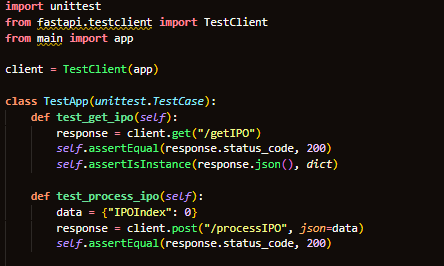 import unittest
from fastapi.testclient import TestClient
from main import app

client = TestClient(app)

class TestApp(unittest.TestCase):
    def test_get_ipo(self):
        response = client.get("/getIPO")
        self.assertEqual(response.status_code, 200)
        self.assertIsInstance(response.json(), dict)

    def test_process_ipo(self):
        data = {"IPOIndex": 0}
        response = client.post("/processIPO", json=data)
        self.assertEqual(response.status_code, 200)